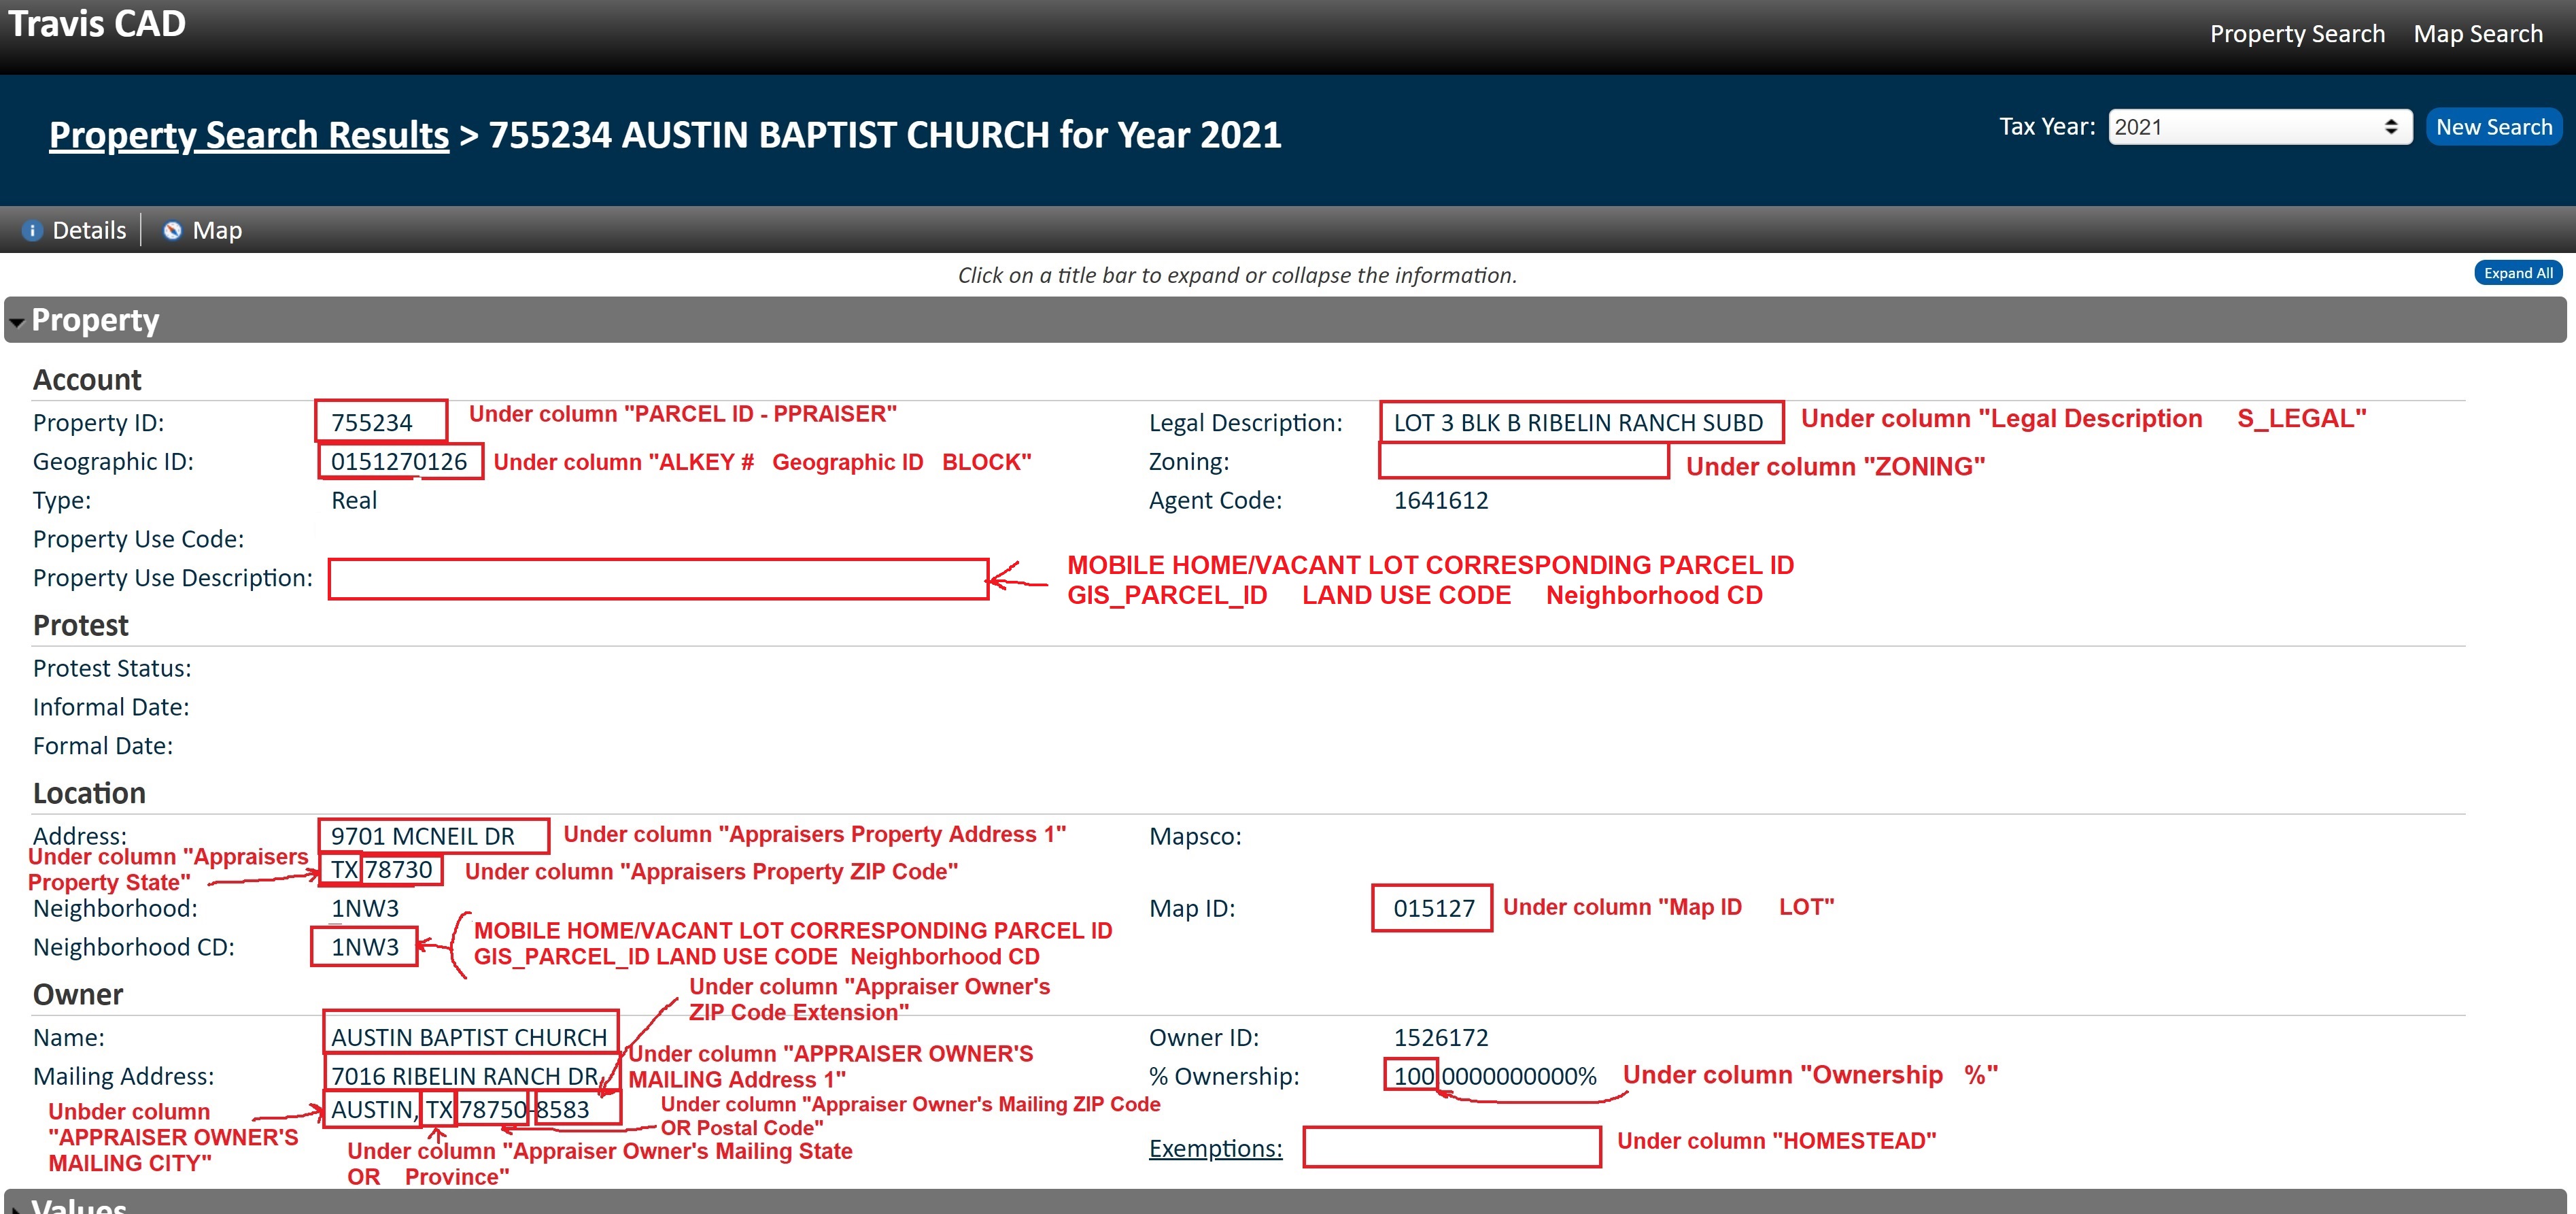 Travis CAD
Property Search Map Search
Property Search Results > 755234 AUSTIN BAPTIST CHURCH for Year 2021
Tax Year: 2021 New Search
Details Map
Click on a title bar to expand or collapse the information.
Expand All
Property
Account
Property ID: 755234 Under column "PARCEL ID - PPRAISER" Legal Description: LOT 3 BLK B RIBELIN RANCH SUBD Under column "Legal Description S_LEGAL"
Geographic ID: 0151270126 Under column "ALKEY # Geographic ID BLOCK" Zoning: Under column "ZONING"
Type: Real Agent Code: 1641612
Property Use Code:
Property Use Description: MOBILE HOME/VACANT LOT CORRESPONDING PARCEL ID
GIS_PARCEL_ID LAND USE CODE Neighborhood CD
Protest
Protest Status:
Informal Date:
Formal Date:
Location
Address: 9701 MCNEIL DR Under column "Appraisers Property Address 1" Mapsco:
Under column "Appraisers
Property State"
TX 78730 Under column "Appraisers Property ZIP Code"
Neighborhood: 1NW3 Map ID: 015127 Under column "Map ID LOT"
Neighborhood CD: 1NW3 MOBILE HOME/VACANT LOT CORRESPONDING PARCEL ID
GIS_PARCEL_ID LAND USE CODE Neighborhood CD
Owner
Under column "Appraiser Owner's
ZIP Code Extension"
Name: AUSTIN BAPTIST CHURCH Owner ID: 1526172
Under column "APPRAISER OWNER'S
MAILING Address 1"
Mailing Address: 7016 RIBELIN RANCH DR % Ownership: 100.0000000000% Under column "Ownership %"
AUSTIN, TX 78750-8583
Under column "Appraiser Owner's Mailing ZIP Code
OR Postal Code"
Unbder column
"APPRAISER OWNER'S
MAILING CITY"
Under column "Appraiser Owner's Mailing State
OR Province"
Exemptions: Under column "HOMESTEAD"
Values